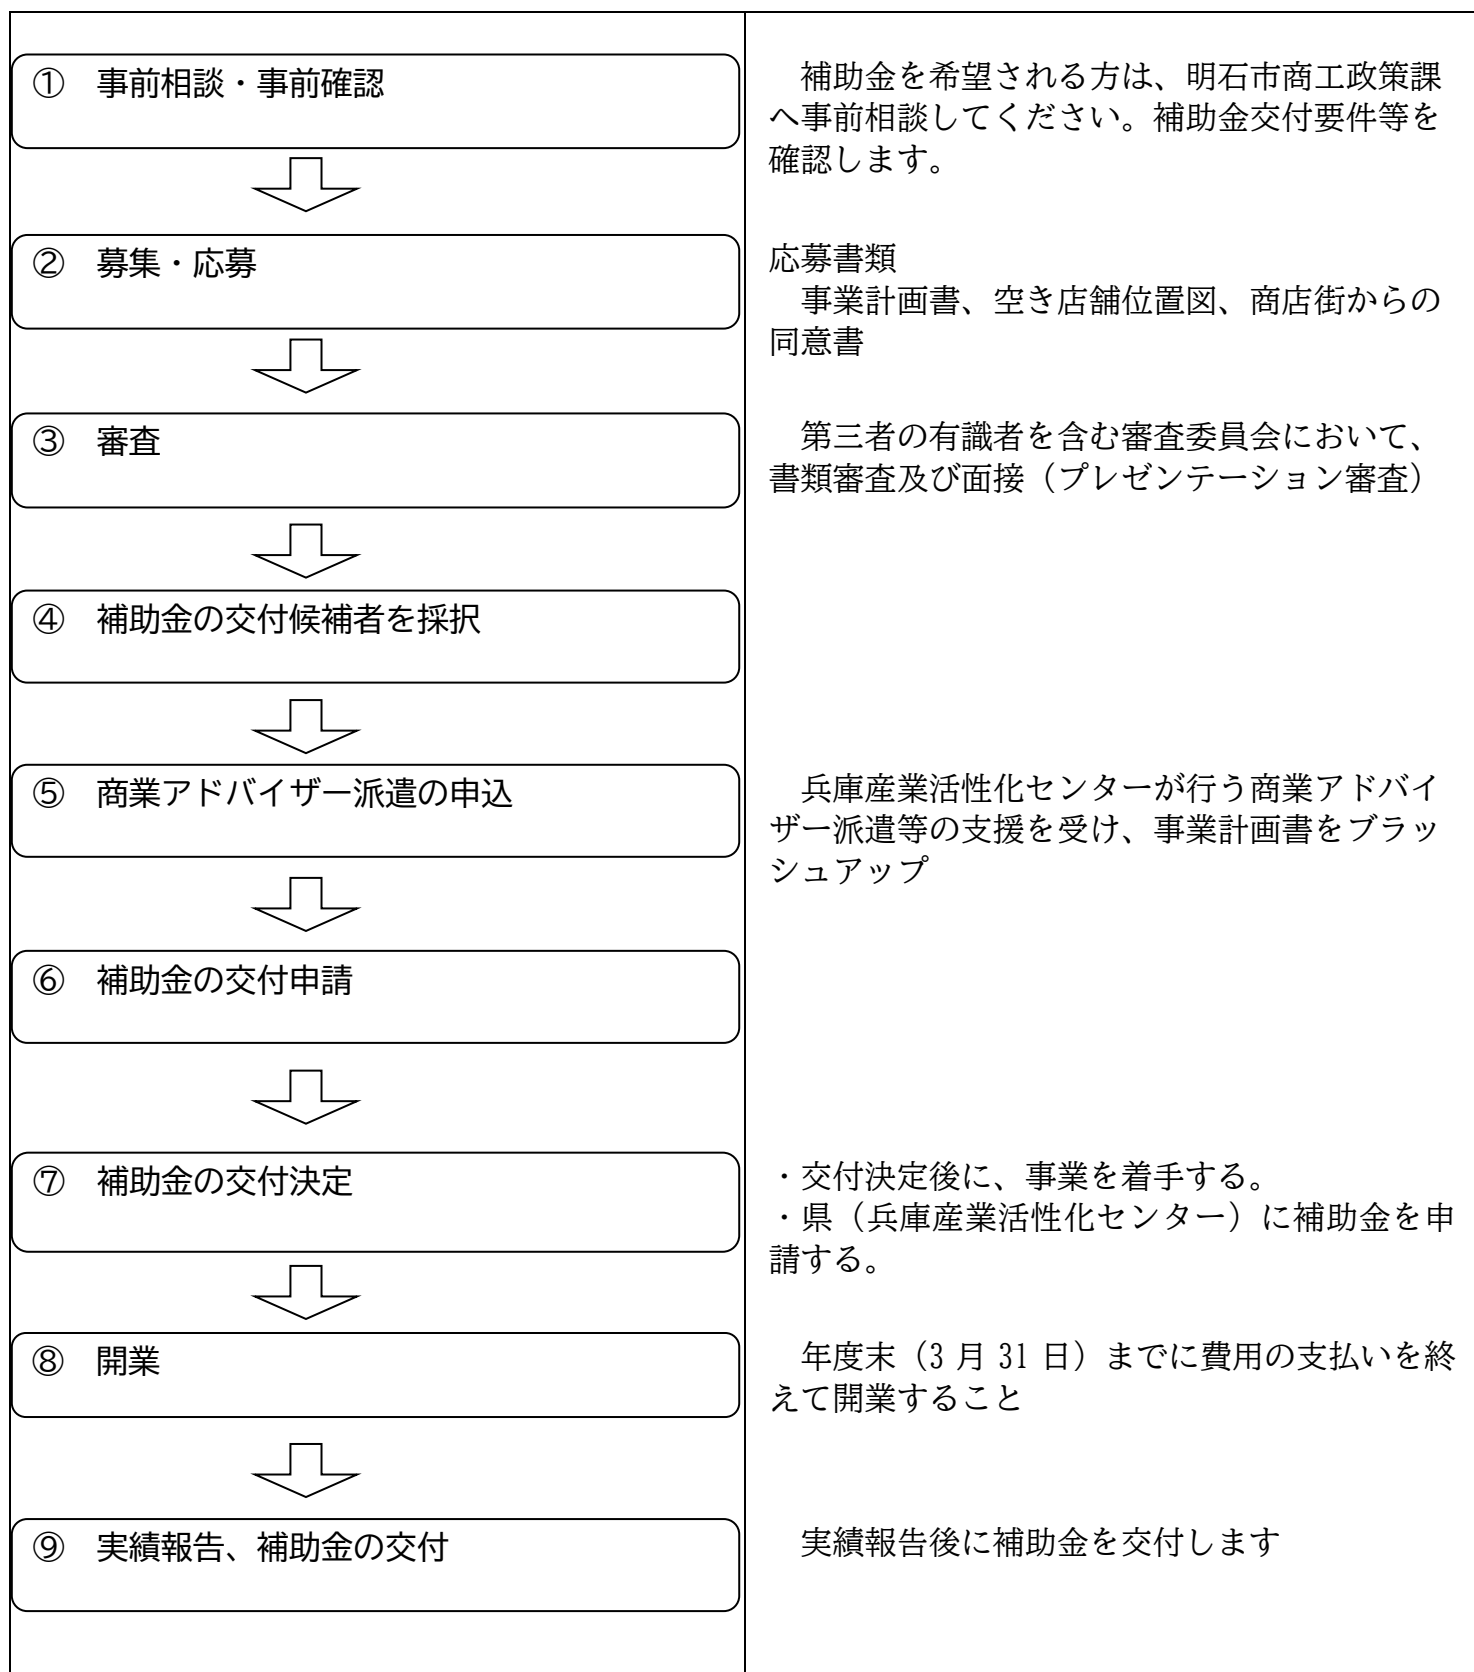 ① 事前相談・事前確認
補助金を希望される方は、明石市商工政策課
へ事前相談してください。補助金交付要件等を
確認します。
② 募集・応募
応募書類
事業計画書、空き店舗位置図、商店街からの
同意書
③ 審査
第三者の有識者を含む審査委員会において、
書類審査及び面接（プレゼンテーション審査）
④ 補助金の交付候補者を採択
⑤ 商業アドバイザー派遣の申込
兵庫産業活性化センターが行う商業アドバイ
ザー派遣等の支援を受け、事業計画書をブラッ
シュアップ
⑥ 補助金の交付申請
⑦ 補助金の交付決定
・交付決定後に、事業を着手する。
・県（兵庫産業活性化センター）に補助金を申
請する。
⑧ 開業
年度末（3 月 31 日）までに費用の支払いを終
えて開業すること
⑨ 実績報告、補助金の交付
実績報告後に補助金を交付します